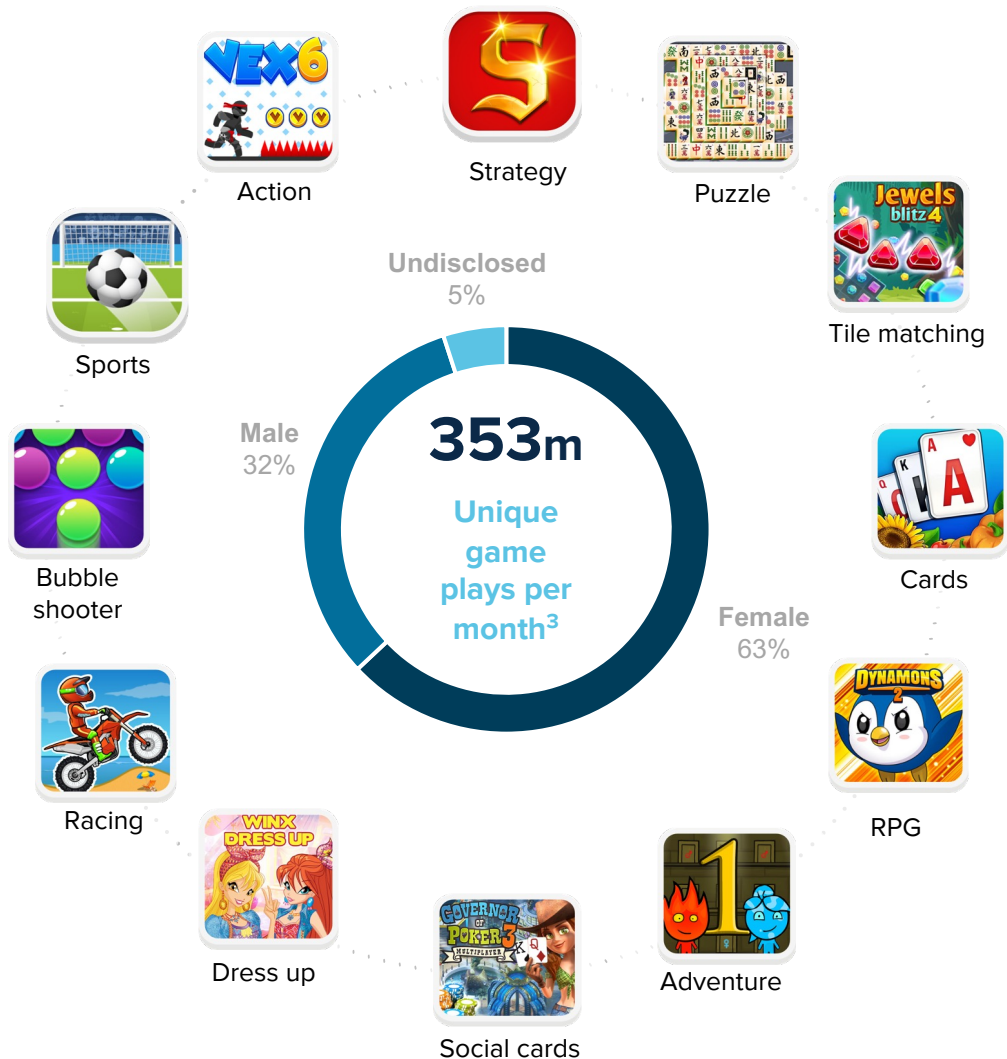 VEX6
Action
S
Strategy
Puzzle
Jewels
blitz 4
Tile matching
Sports
Undisclosed
5%
Male
32%
353m
Unique
game
plays per
month³
Female
63%
Q
K
A
A
Cards
Bubble
shooter
DYNAMONS
2
RPG
Racing
WINX
DRESS UP
Dress up
GOVERNOR
OF
POKER 3
MULTIPLAYER
K Q
Social cards
1
Adventure